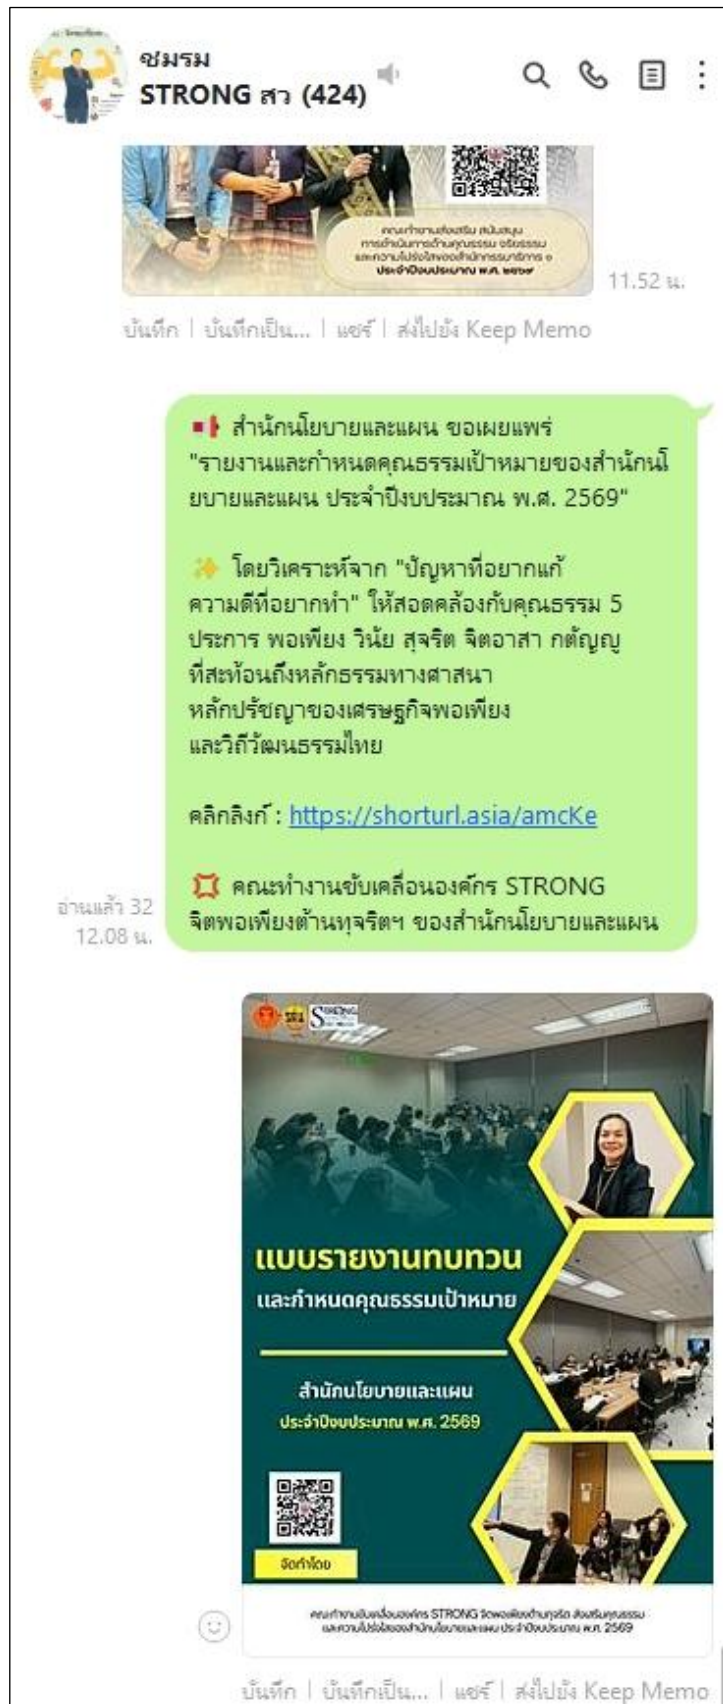 ชมรม
STRONG สว (424)
คณะทำงานส่งเสริม สนับสนุน
การดำเนินการด้านคุณธรรม จริยธรรม
และความโปร่งใสของสำนักกรรมาธิการ ๑
ประจำปีงบประมาณ พ.ศ. ๒๕๖๙
11.52 น.
บันทึก | บันทึกเป็น... | แชร์ | ส่งไปยัง Keep Memo
สำนักนโยบายและแผน ขอเผยแพร่
"รายงานและกำหนดคุณธรรมเป้าหมายของสำนักนโ
ยบายและแผน ประจำปีงบประมาณ พ.ศ. 2569"
โดยวิเคราะห์จาก "ปัญหาที่อยากแก้
ความดีที่อยากทำ" ให้สอดคล้องกับคุณธรรม 5
ประการ พอเพียง วินัย สุจริต จิตอาสา กตัญญู
ที่สะท้อนถึงหลักธรรมทางศาสนา
หลักปรัชญาของเศรษฐกิจพอเพียง
และวิถีวัฒนธรรมไทย
คลิกลิงก์ : https://shorturl.asia/amcKe
คณะทำงานขับเคลื่อนองค์กร STRONG
จิตพอเพียงต้านทุจริตฯ ของสำนักนโยบายและแผน
อ่านแล้ว 32
12.08 น.
STRONG
แบบรายงานทบทวน
และกำหนดคุณธรรมเป้าหมาย
สำนักนโยบายและแผน
ประจำปีงบประมาณ พ.ศ. 2569
จัดทำโดย
คณะทำงานขับเคลื่อนองค์กร STRONG จิตพอเพียงต้านทุจริต ส่งเสริมคุณธรรม
และความโปร่งใสของสำนักนโยบายและแผน ประจำปีงบประมาณ พ.ศ. 2569
บันทึก | บันทึกเป็น... | แชร์ | ส่งไปยัง Keep Memo